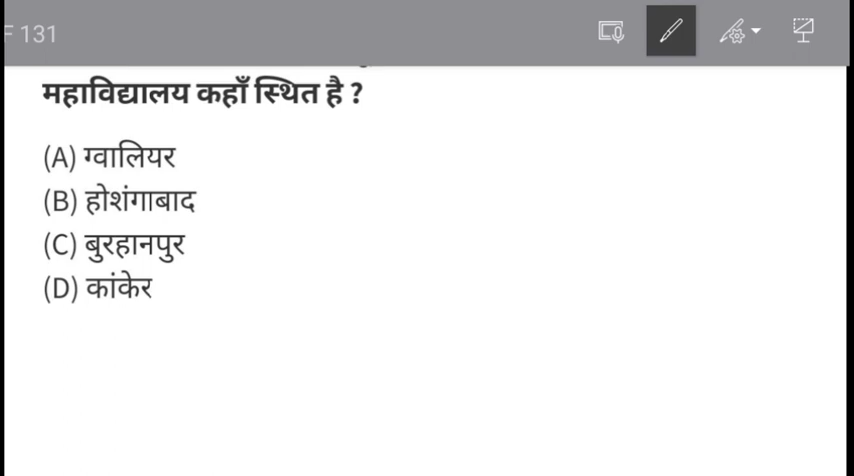 131
महाविद्यालय कहाँ स्थित है ?
(A) ग्वालियर
(B) होशंगाबाद
(C) बुरहानपुर
(D) कांकेर